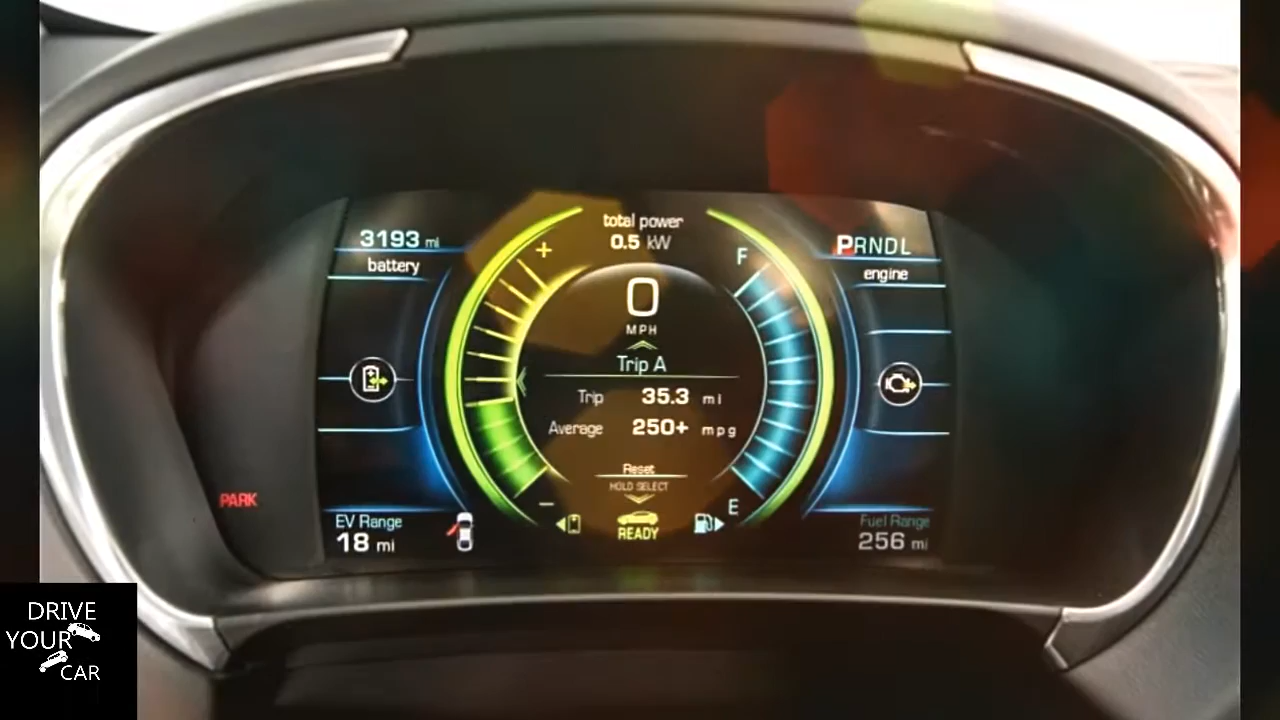 3193 mi
battery
+
total power
0.5 kW
F
PRNDL
engine
0
MPH
Trip A
Trip 35.3 mi
Average 250+ mpg
Reset
HOLD SELECT
READY
−
E
PARK
EV Range
18 mi
Fuel Range
256 mi
DRIVE
YOUR
CAR